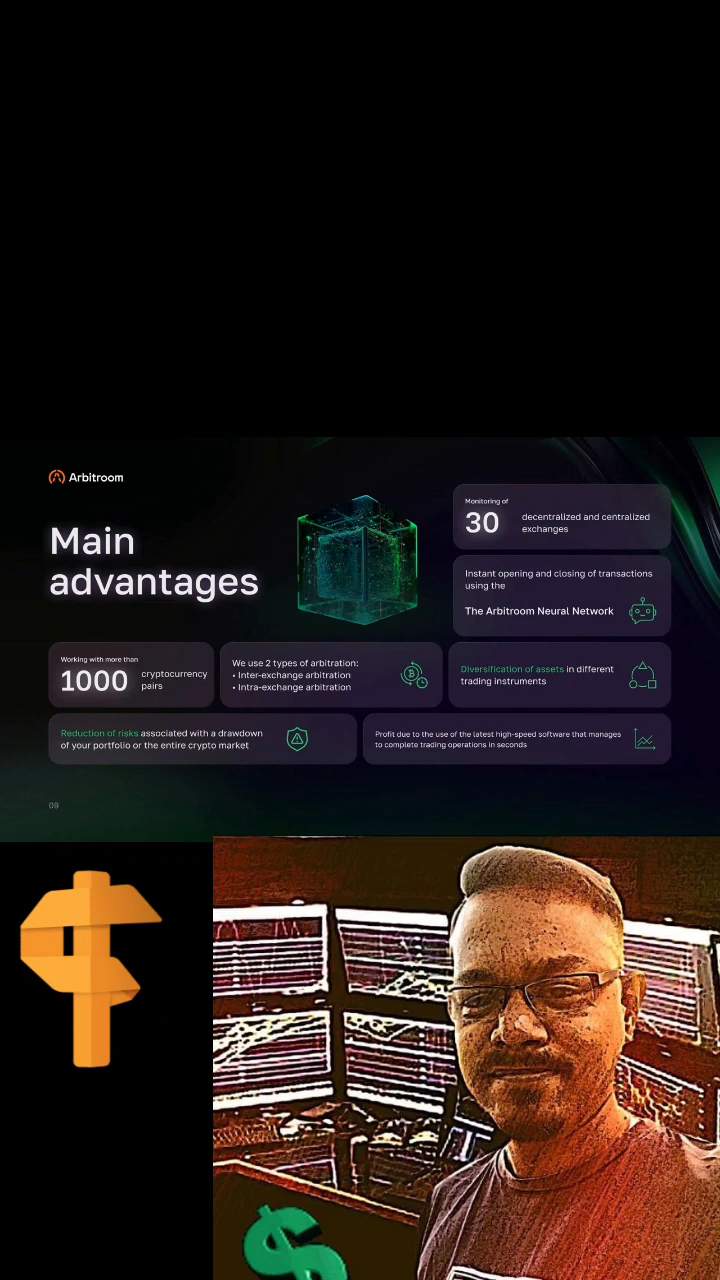 Arbitroom
Main
advantages
Monitoring of
30
decentralized and centralized
exchanges
Instant opening and closing of transactions
using the
The Arbitroom Neural Network
Working with more than
1000
cryptocurrency
pairs
We use 2 types of arbitration:
• Inter-exchange arbitration
• Intra-exchange arbitration
Diversification of assets in different
trading instruments
Reduction of risks associated with a drawdown
of your portfolio or the entire crypto market
Profit due to the use of the latest high-speed software that manages
to complete trading operations in seconds
09
$